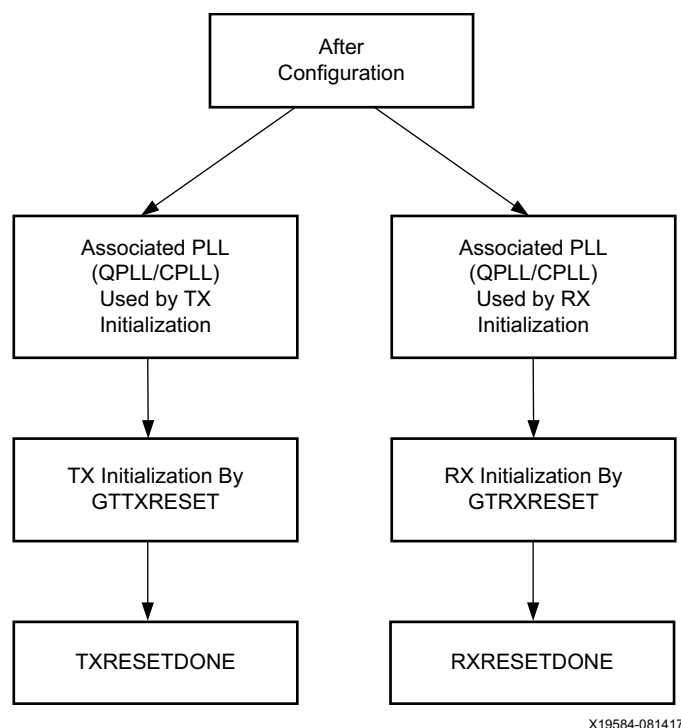 After
Configuration
Associated PLL
(QPLL/CPLL)
Used by TX
Initialization
Associated PLL
(QPLL/CPLL)
Used by RX
Initialization
TX Initialization By
GTTXRESET
RX Initialization By
GTRXRESET
TXRESETDONE
RXRESETDONE
X19584-081417